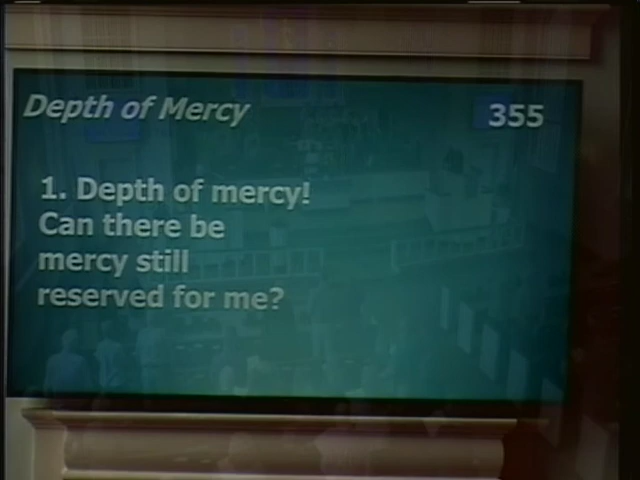 Depth of Mercy 355
1. Depth of mercy!
Can there be
mercy still
reserved for me?